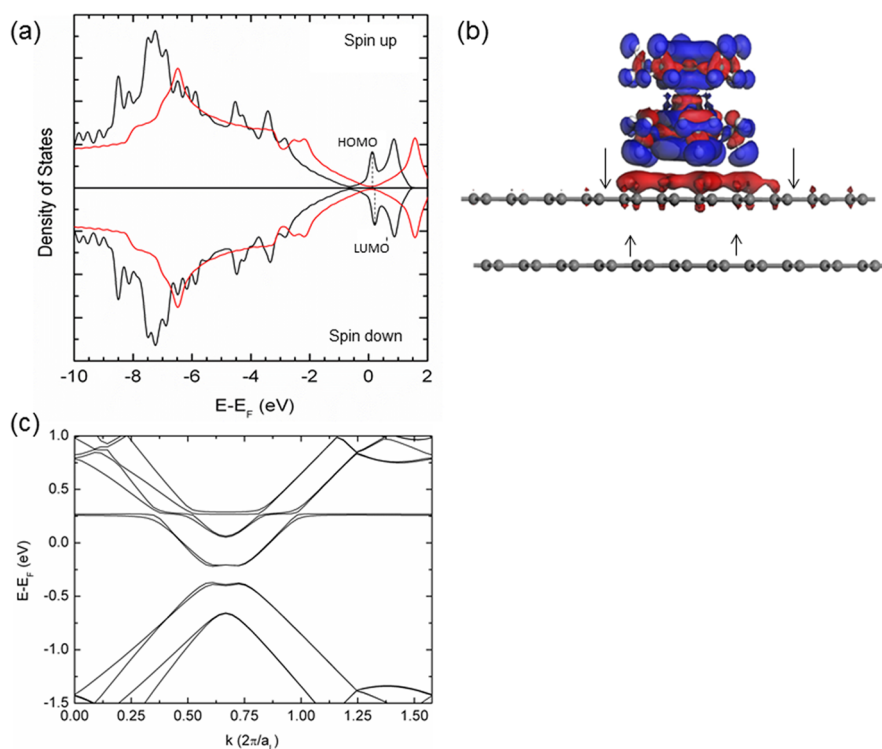 (a)
Spin up
HOMO
LUMO
Spin down
Density of States
-10 -8 -6 -4 -2 0 2
E-E_F (eV)
(b)
(c)
1.0
0.5
0.0
-0.5
-1.0
-1.5
E-E_F (eV)
0.00 0.25 0.50 0.75 1.00 1.25 1.50
k (2π/a_L)